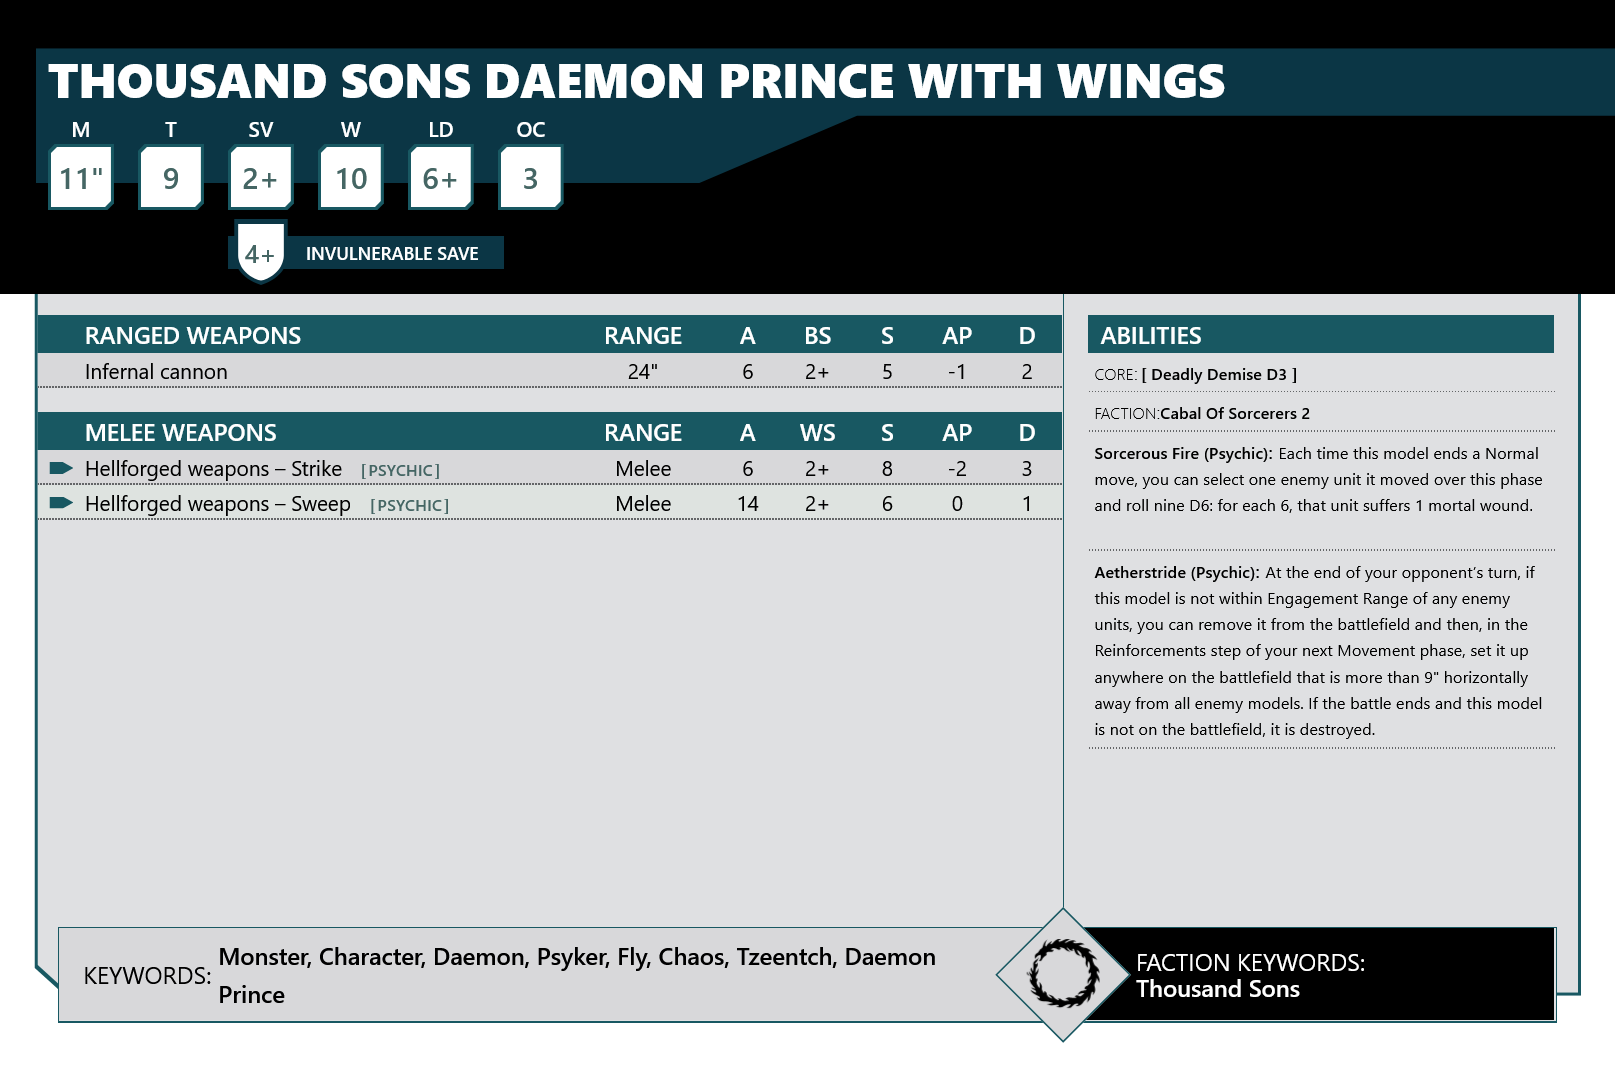 THOUSAND SONS DAEMON PRINCE WITH WINGS
M T SV W LD OC
11" 9 2+ 10 6+ 3
4+ INVULNERABLE SAVE
RANGED WEAPONS RANGE A BS S AP D
Infernal cannon 24" 6 2+ 5 -1 2
MELEE WEAPONS RANGE A WS S AP D
Hellforged weapons – Strike [PSYCHIC] Melee 6 2+ 8 -2 3
Hellforged weapons – Sweep [PSYCHIC] Melee 14 2+ 6 0 1
ABILITIES
CORE: [ Deadly Demise D3 ]
FACTION:Cabal Of Sorcerers 2
Sorcerous Fire (Psychic): Each time this model ends a Normal
move, you can select one enemy unit it moved over this phase
and roll nine D6: for each 6, that unit suffers 1 mortal wound.
Aetherstride (Psychic): At the end of your opponent’s turn, if
this model is not within Engagement Range of any enemy
units, you can remove it from the battlefield and then, in the
Reinforcements step of your next Movement phase, set it up
anywhere on the battlefield that is more than 9" horizontally
away from all enemy models. If the battle ends and this model
is not on the battlefield, it is destroyed.
KEYWORDS: Monster, Character, Daemon, Psyker, Fly, Chaos, Tzeentch, Daemon
Prince
FACTION KEYWORDS:
Thousand Sons